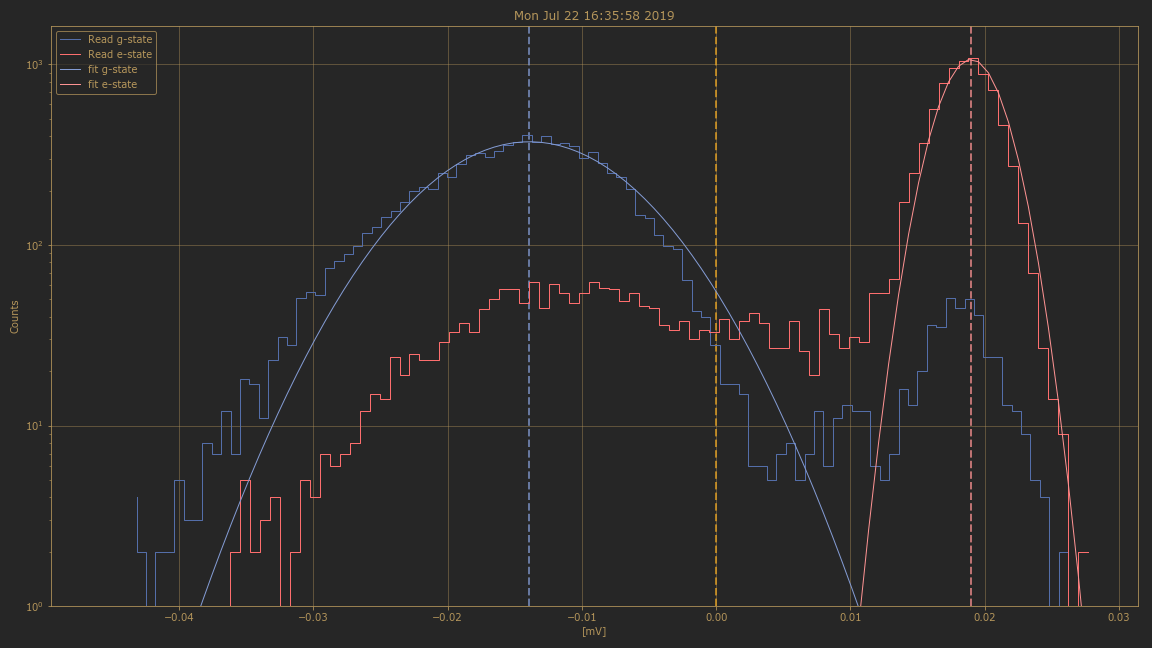 Mon Jul 22 16:35:58 2019
Read g-state
Read e-state
fit g-state
fit e-state
10³
10²
10¹
10⁰
Counts
−0.04 −0.03 −0.02 −0.01 0.00 0.01 0.02 0.03
[mV]